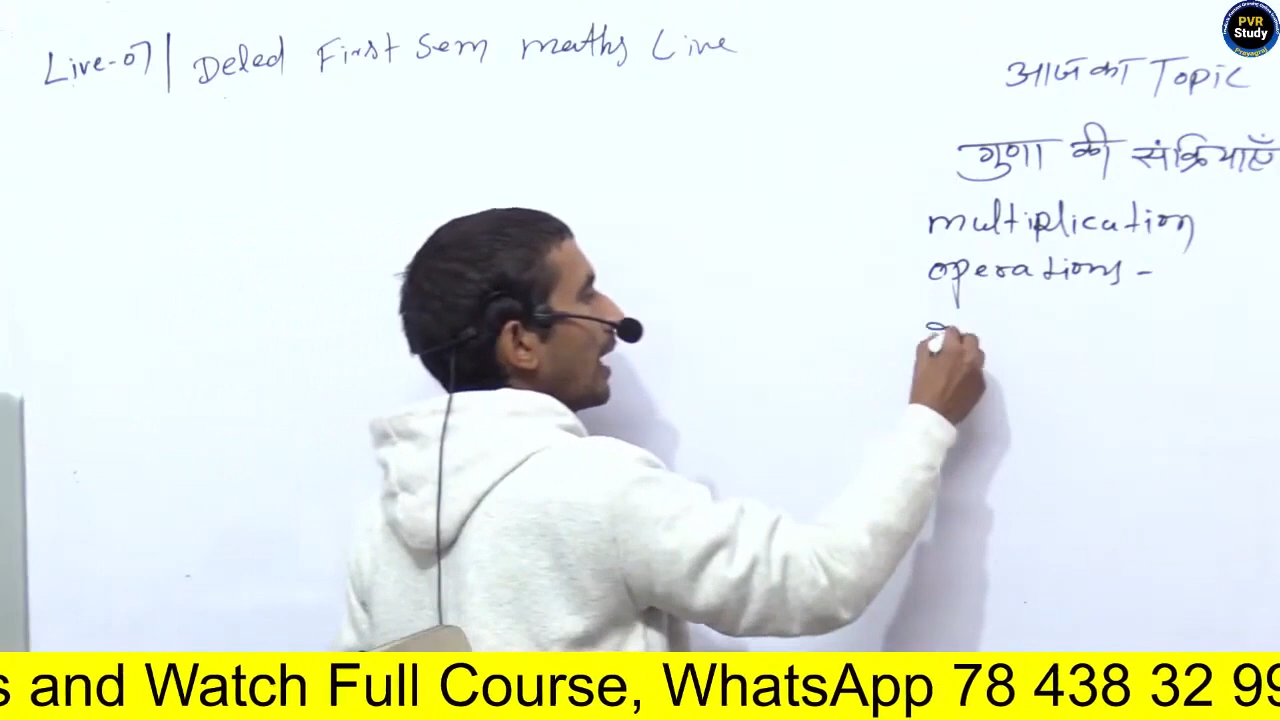 Live-07 | Deled First Sem maths Live
आज का Topic
गुणा की संक्रियाएँ
multiplication
operations -
PVR
Study
Prayagraj
s and Watch Full Course, WhatsApp 78 438 32 99